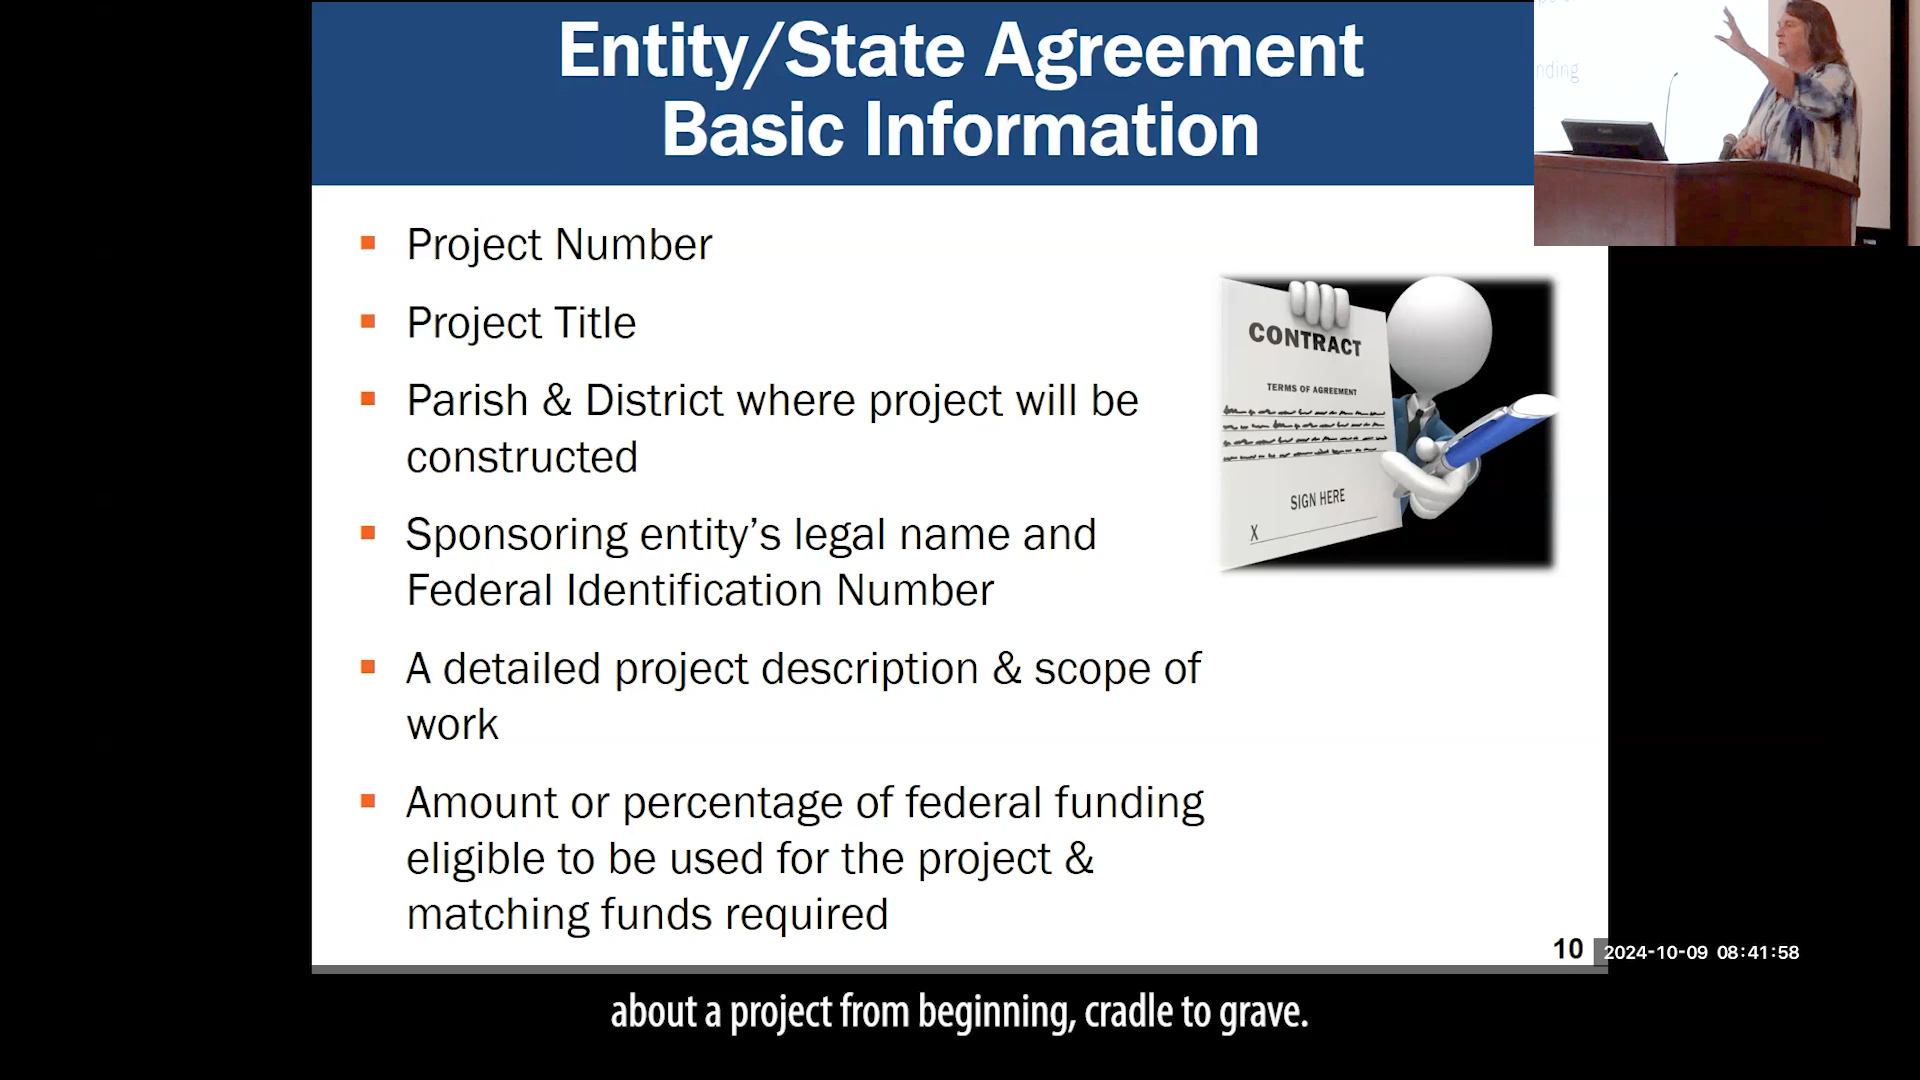 Entity/State Agreement
Basic Information
nding
▪ Project Number
▪ Project Title
▪ Parish & District where project will be
constructed
▪ Sponsoring entity’s legal name and
Federal Identification Number
▪ A detailed project description & scope of
work
▪ Amount or percentage of federal funding
eligible to be used for the project &
matching funds required
CONTRACT
TERMS OF AGREEMENT
SIGN HERE
X
10
2024-10-09 08:41:58
about a project from beginning, cradle to grave.